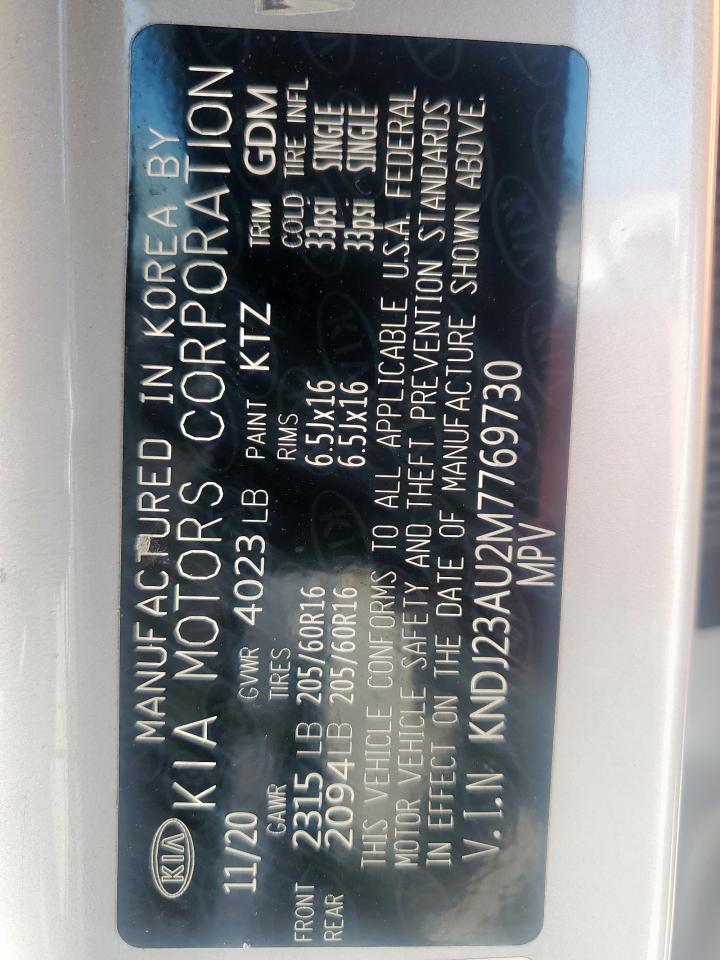 KIA
MANUFACTURED IN KOREA BY
KIA MOTORS CORPORATION
11/20 GVWR 4023 LB PAINT KTZ TRIM GDM
GAWR TIRES RIMS COLD TIRE INFL
FRONT 2315 LB 205/60R16 6.5Jx16 33psi SINGLE
REAR 2094LB 205/60R16 6.5Jx16 33psi SINGLE
THIS VEHICLE CONFORMS TO ALL APPLICABLE U.S.A. FEDERAL
MOTOR VEHICLE SAFETY AND THEFT PREVENTION STANDARDS
IN EFFECT ON THE DATE OF MANUFACTURE SHOWN ABOVE.
V.I.N KNDJ23AU2M7769730
MPV